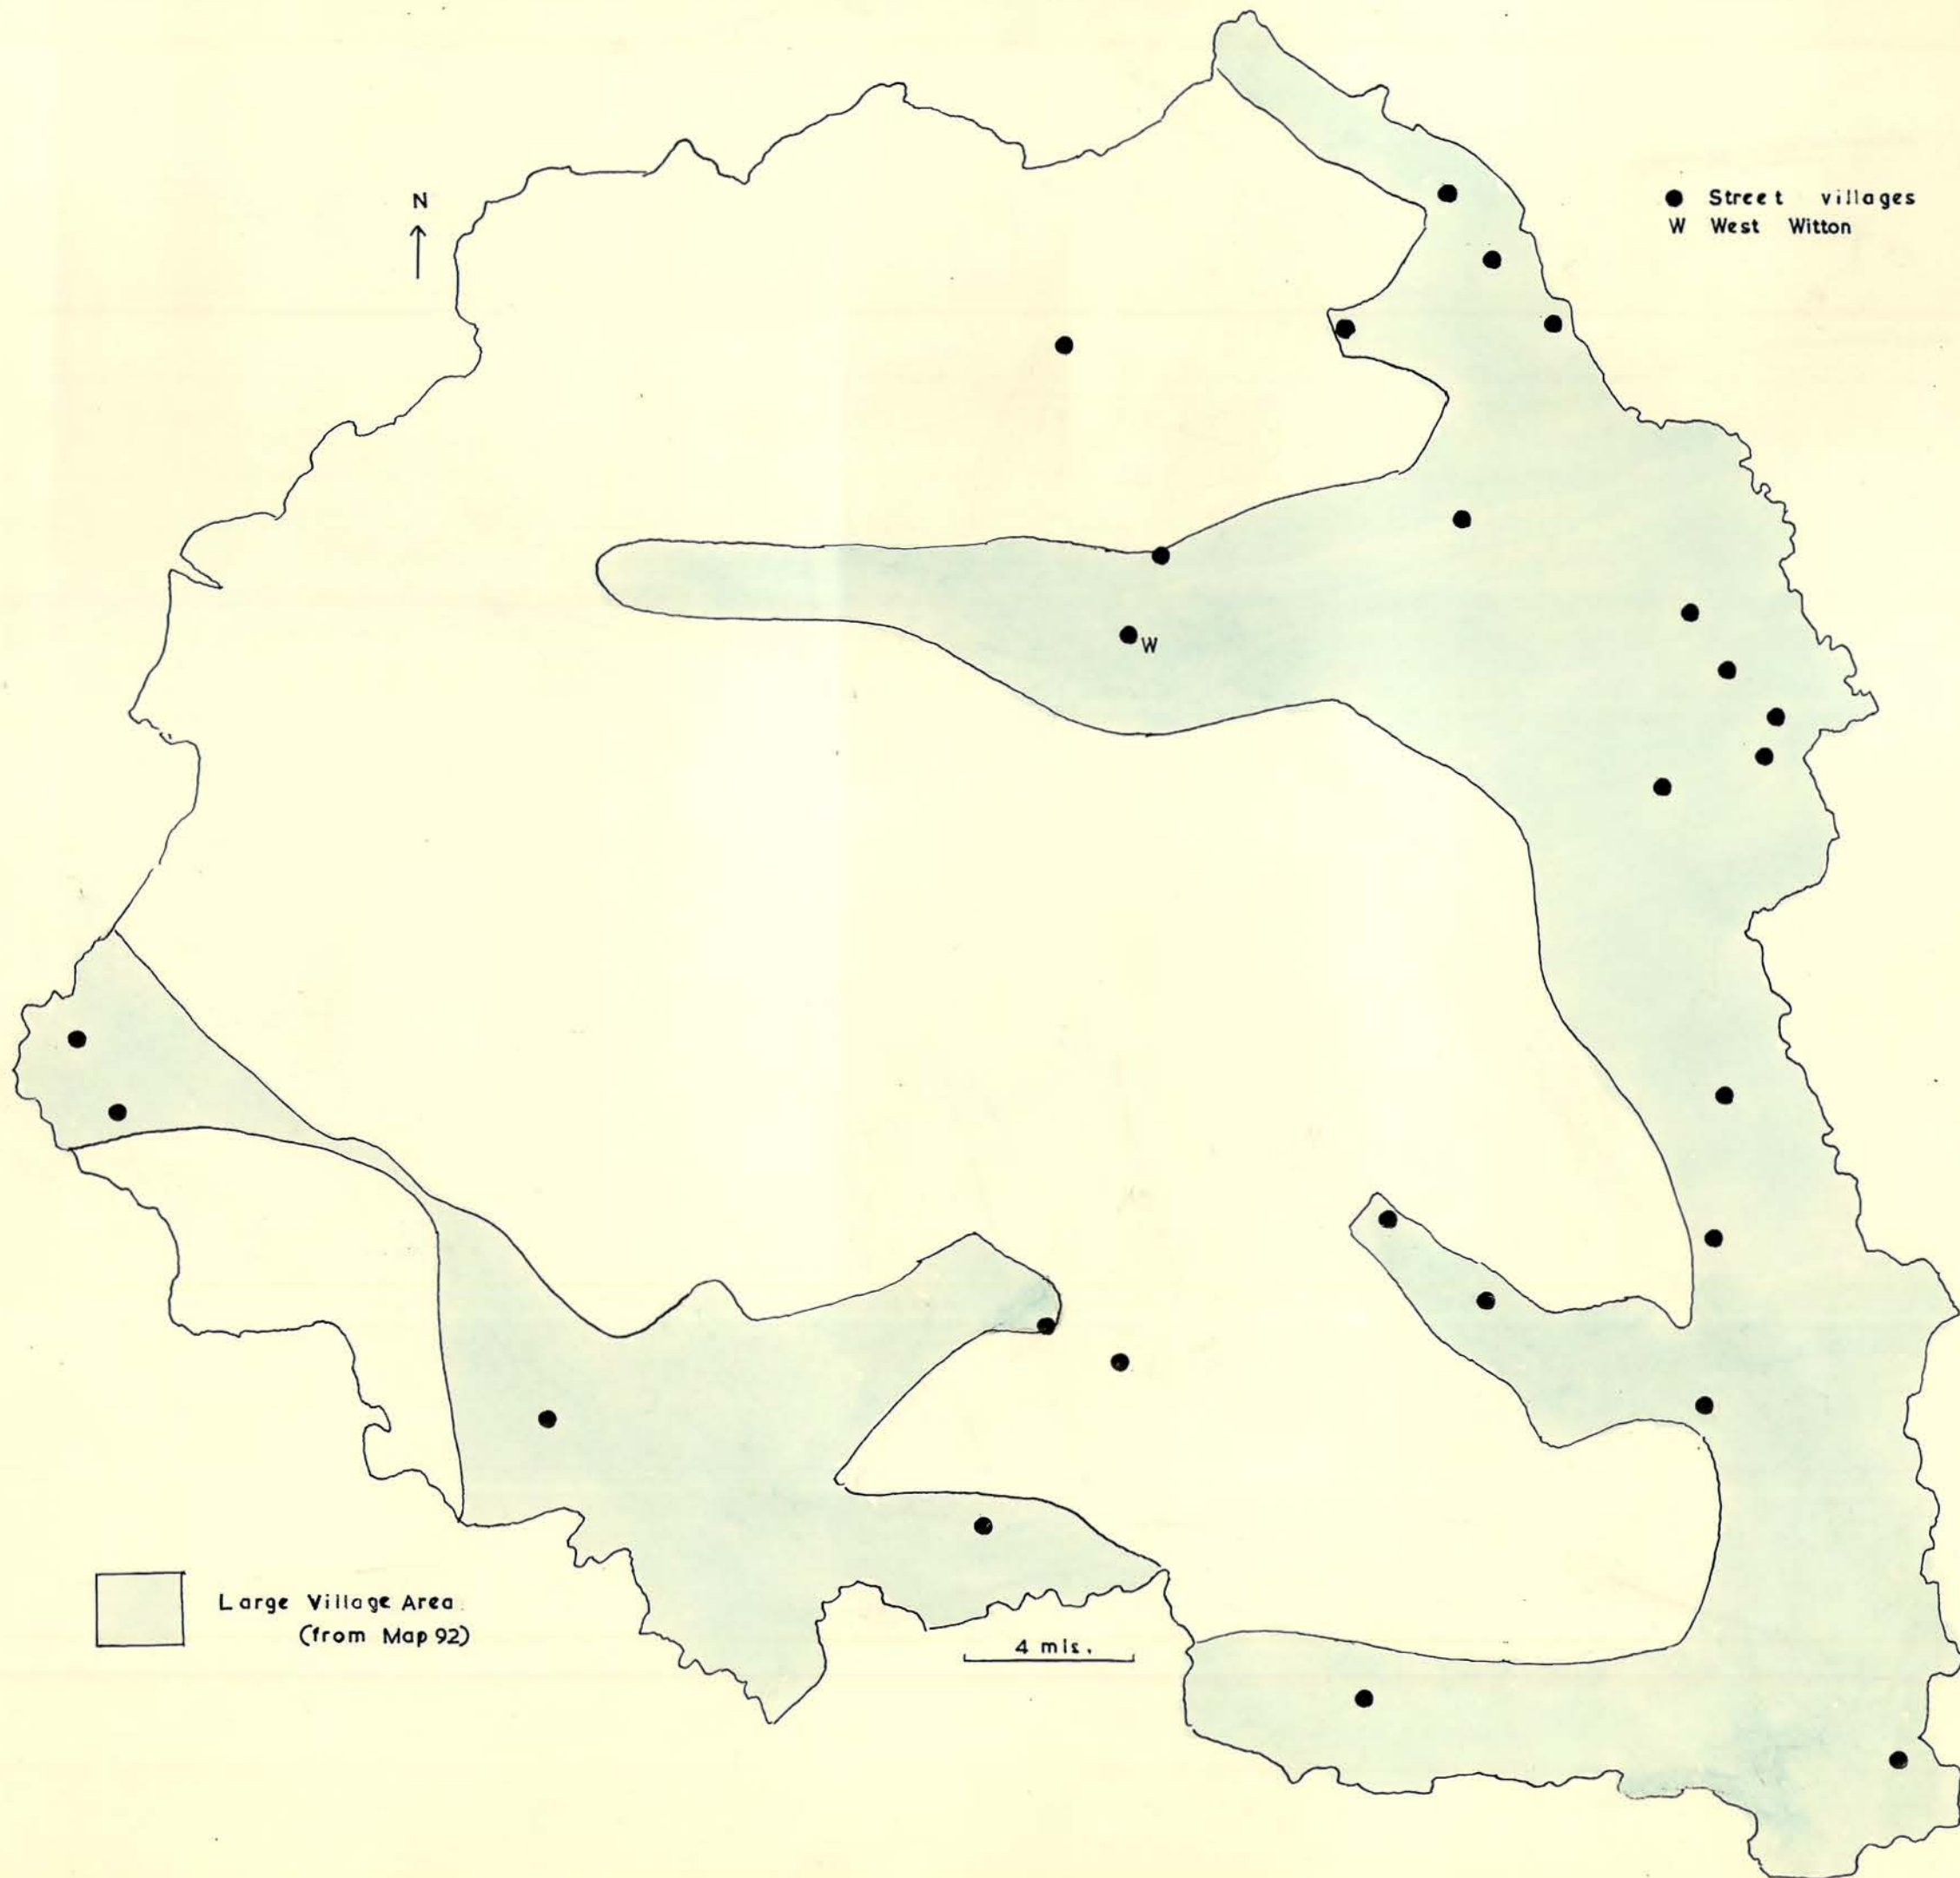 N
Street villages
W West Witton
W
Large Village Area
(from Map 92)
4 mls.